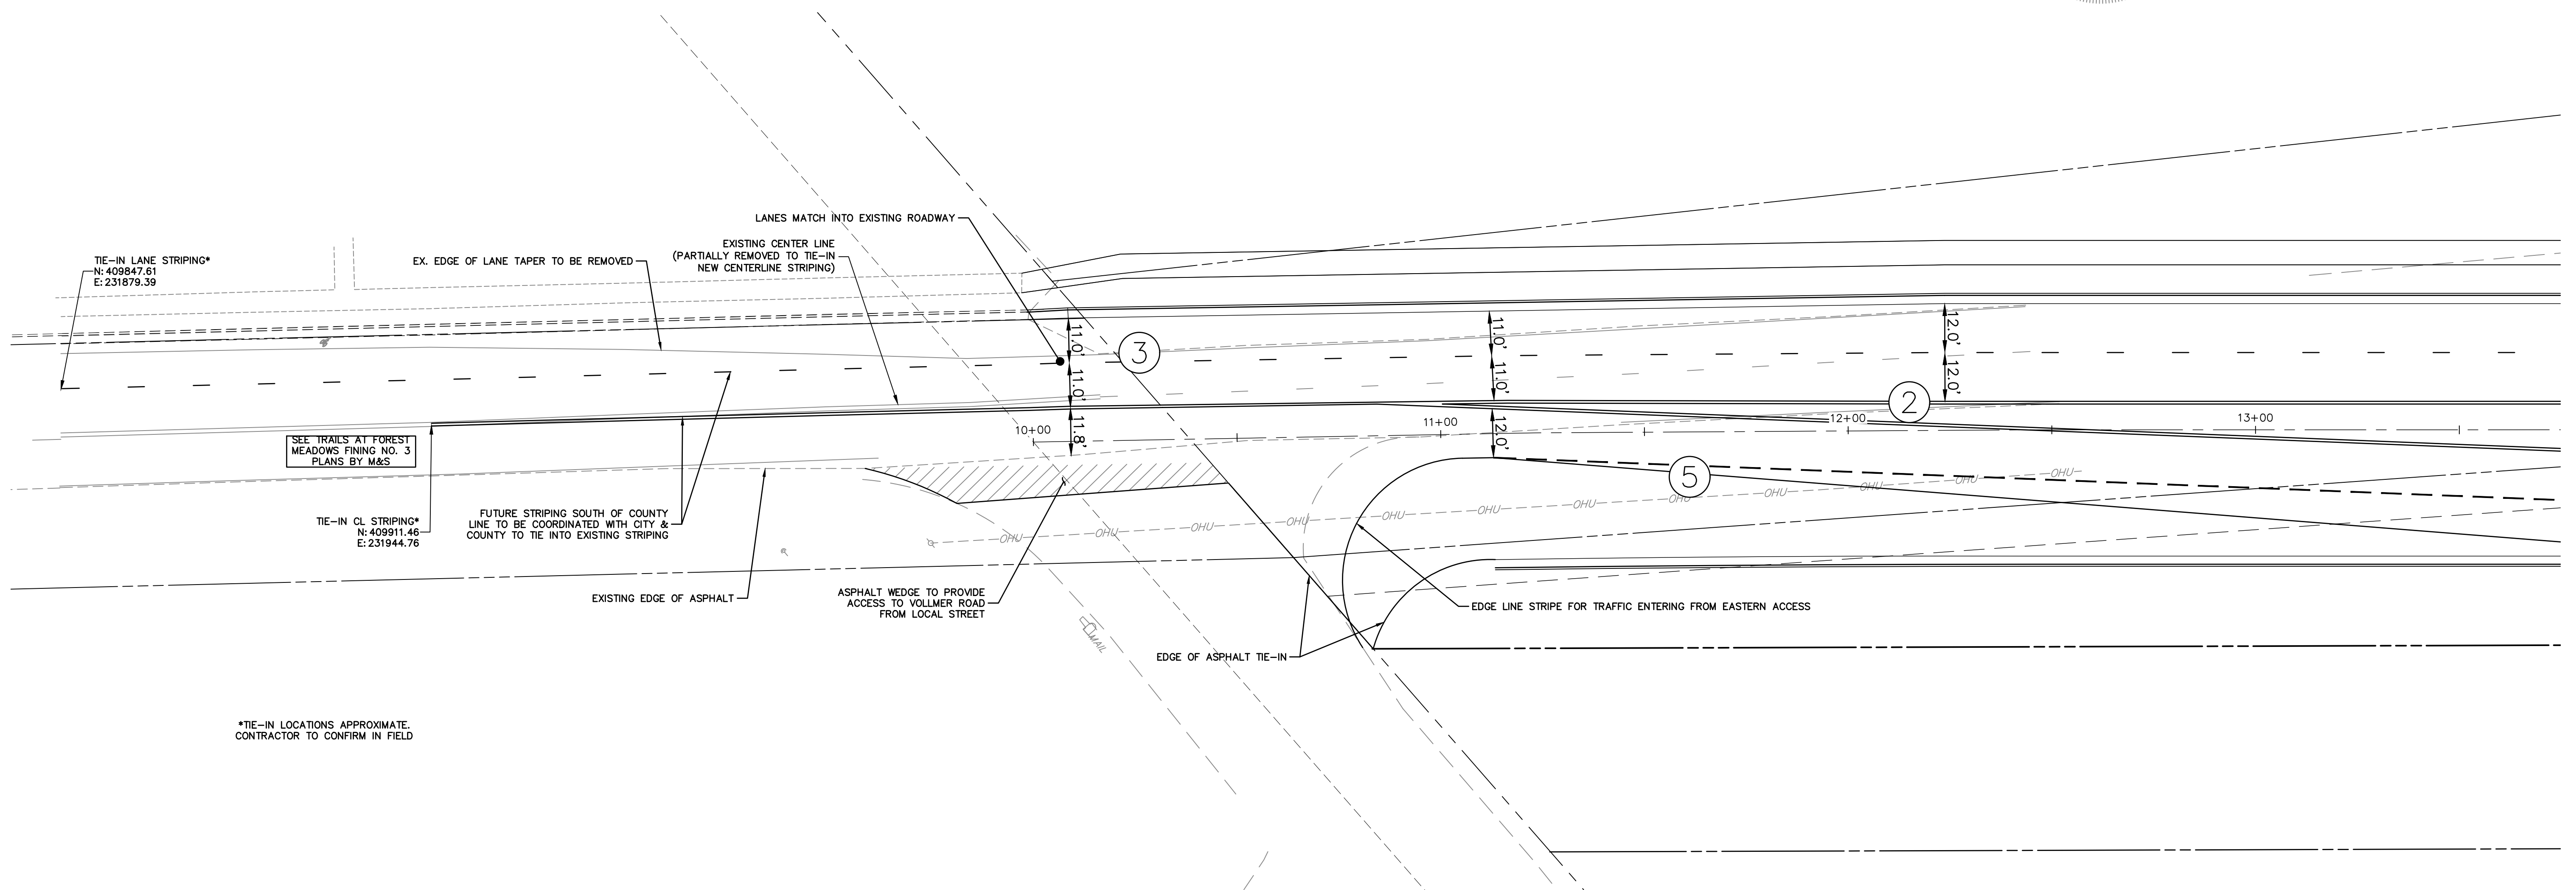 LANES MATCH INTO EXISTING ROADWAY
EXISTING CENTER LINE
(PARTIALLY REMOVED TO TIE-IN
NEW CENTERLINE STRIPING)
EX. EDGE OF LANE TAPER TO BE REMOVED
TIE-IN LANE STRIPING*
N: 409847.61
E: 231879.39
11.0'
11.0'
11.8'
3
11.0'
11.0'
12.0'
12.0'
12.0'
2
10+00
11+00
12+00
13+00
5
SEE TRAILS AT FOREST
MEADOWS FINING NO. 3
PLANS BY M&S
TIE-IN CL STRIPING*
N: 409911.46
E: 231944.76
FUTURE STRIPING SOUTH OF COUNTY
LINE TO BE COORDINATED WITH CITY &
COUNTY TO TIE INTO EXISTING STRIPING
OHU
OHU
OHU
OHU
OHU
OHU
OHU
OHU
OHU
OHU
OHU
OHU
EXISTING EDGE OF ASPHALT
ASPHALT WEDGE TO PROVIDE
ACCESS TO VOLLMER ROAD
FROM LOCAL STREET
MAIL
EDGE LINE STRIPE FOR TRAFFIC ENTERING FROM EASTERN ACCESS
EDGE OF ASPHALT TIE-IN
*TIE-IN LOCATIONS APPROXIMATE.
CONTRACTOR TO CONFIRM IN FIELD